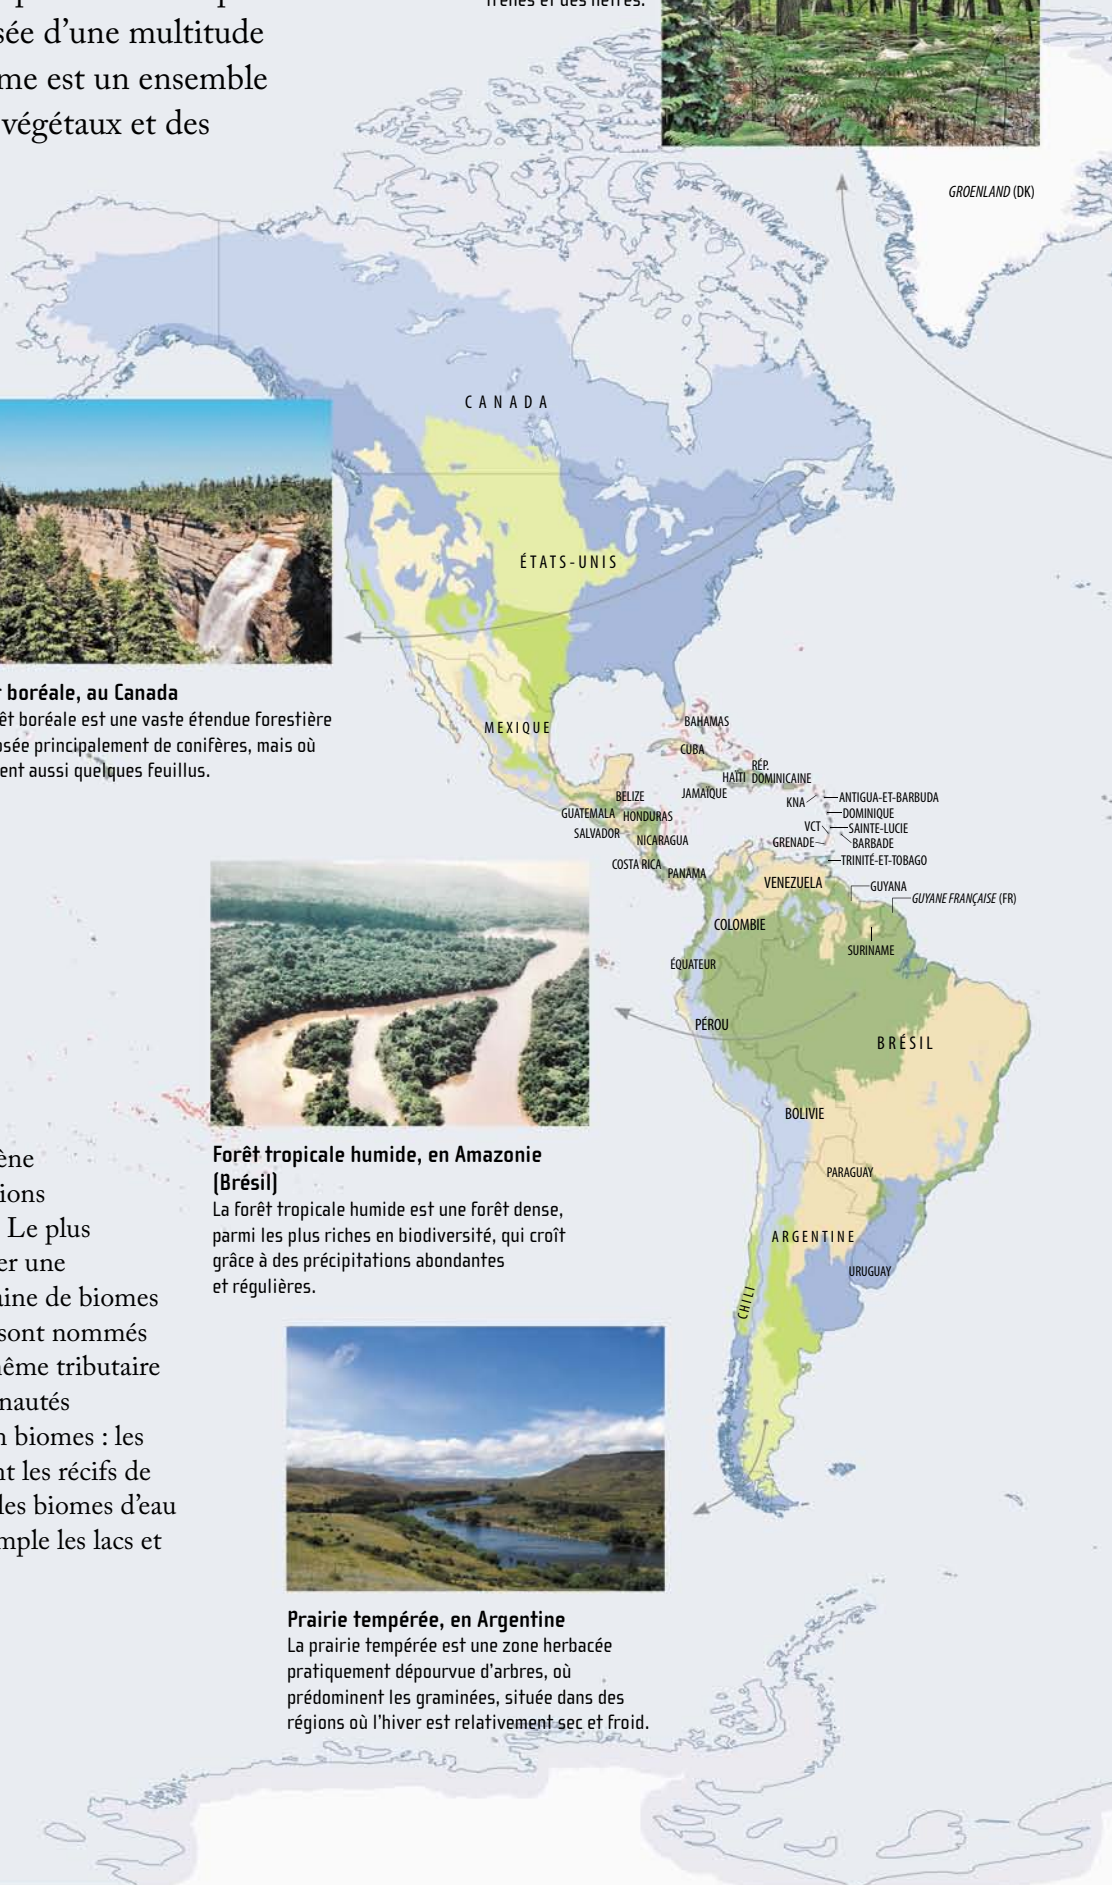 sée d'une multitude
me est un ensemble
végétaux et des
frênes et des hêtres.
GROENLAND (DK)
CANADA
ÉTATS-UNIS
MEXIQUE
BAHAMAS
CUBA
RÉP.
HAÏTI DOMINICAINE
JAMAÏQUE
BELIZE
GUATEMALA HONDURAS
SALVADOR
NICARAGUA
COSTA RICA
PANAMA
KNA
ANTIGUA-ET-BARBUDA
DOMINIQUE
VCT
SAINTE-LUCIE
GRENADE
BARBADE
TRINITÉ-ET-TOBAGO
VENEZUELA
GUYANA
GUYANE FRANÇAISE (FR)
COLOMBIE
SURINAME
ÉQUATEUR
PÉROU
BRÉSIL
BOLIVIE
PARAGUAY
ARGENTINE
URUGUAY
CHILI
boréale, au Canada
êt boréale est une vaste étendue forestière
osée principalement de conifères, mais où
ent aussi quelques feuillus.
Forêt tropicale humide, en Amazonie
(Brésil)
La forêt tropicale humide est une forêt dense,
parmi les plus riches en biodiversité, qui croît
grâce à des précipitations abondantes
et régulières.
ène
ions
Le plus
er une
aine de biomes
sont nommés
ême tributaire
nautés
n biomes : les
nt les récifs de
les biomes d'eau
mple les lacs et
Prairie tempérée, en Argentine
La prairie tempérée est une zone herbacée
pratiquement dépourvue d'arbres, où
prédominent les graminées, située dans des
régions où l'hiver est relativement sec et froid.